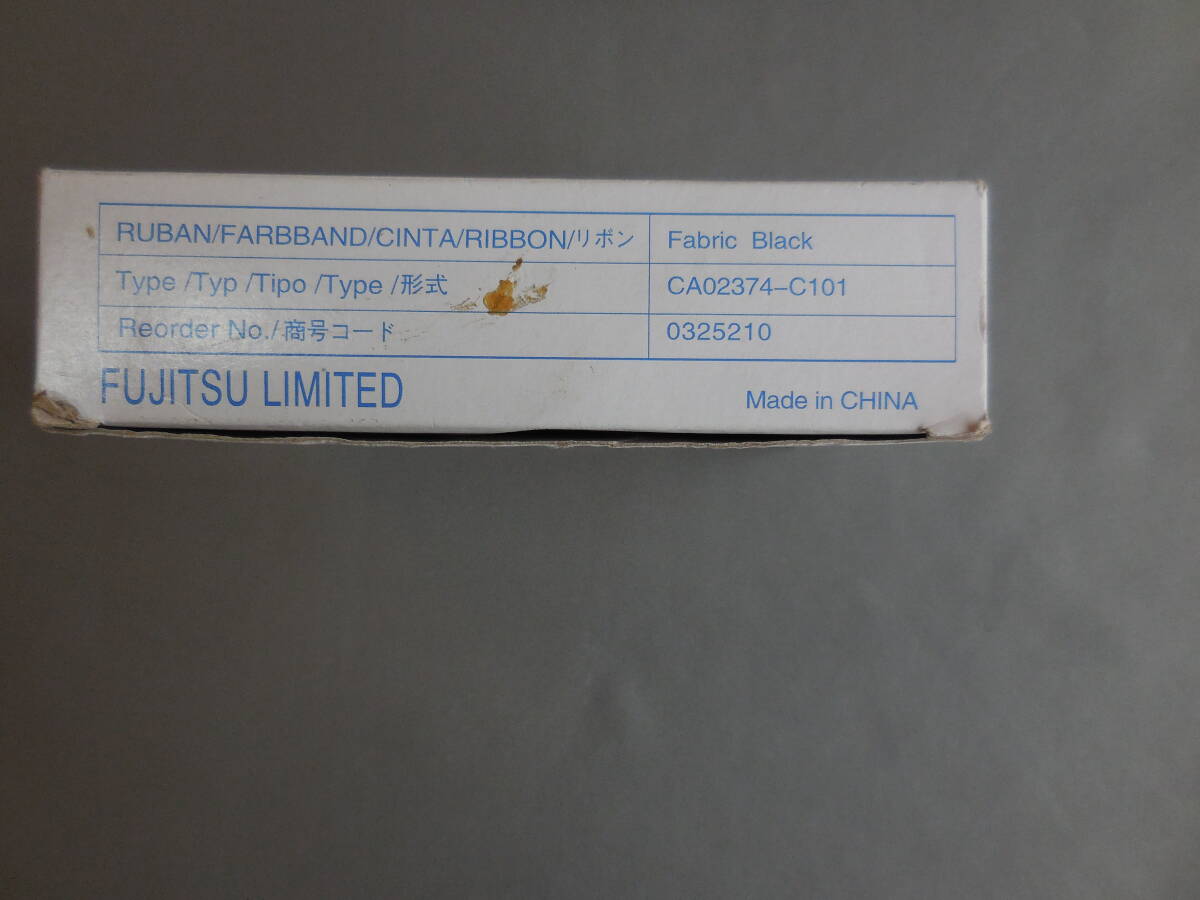 RUBAN/FARBBAND/CINTA/RIBBON/リボン Fabric Black
Type /Typ /Tipo /Type /形式 CA02374-C101
Reorder No./商号コード 0325210
FUJITSU LIMITED Made in CHINA